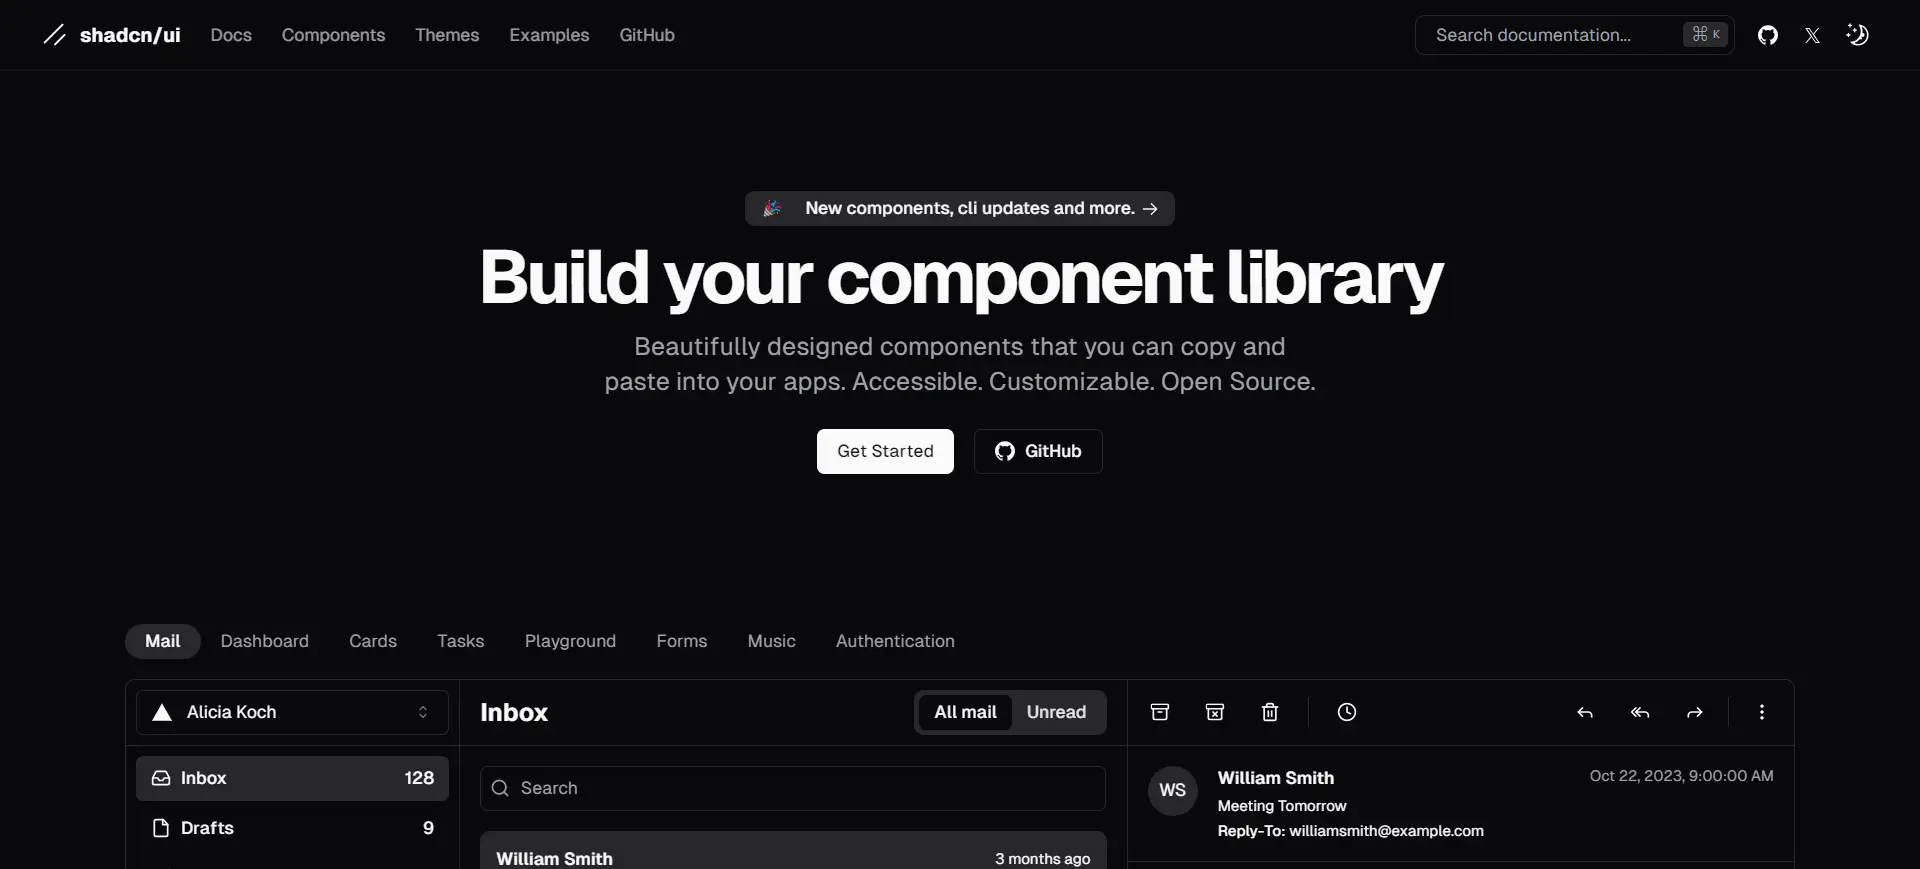 shadcn/ui Docs Components Themes Examples GitHub Search documentation... ⌘ K
New components, cli updates and more. →
Build your component library
Beautifully designed components that you can copy and
paste into your apps. Accessible. Customizable. Open Source.
Get Started GitHub
Mail Dashboard Cards Tasks Playground Forms Music Authentication
Alicia Koch
Inbox 128
Drafts 9
Inbox All mail Unread
Search
William Smith 3 months ago
WS
William Smith Oct 22, 2023, 9:00:00 AM
Meeting Tomorrow
Reply-To: williamsmith@example.com